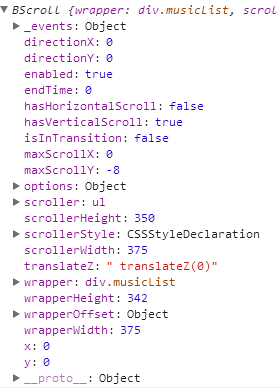 ▼ BScroll {wrapper: div.musicList, scrol
▶ _events: Object
directionX: 0
directionY: 0
enabled: true
endTime: 0
hasHorizontalScroll: false
hasVerticalScroll: true
isInTransition: false
maxScrollX: 0
maxScrollY: -8
▶ options: Object
▶ scroller: ul
scrollerHeight: 350
▶ scrollerStyle: CSSStyleDeclaration
scrollerWidth: 375
translateZ: " translateZ(0)"
▶ wrapper: div.musicList
wrapperHeight: 342
▶ wrapperOffset: Object
wrapperWidth: 375
x: 0
y: 0
▶ __proto__: Object